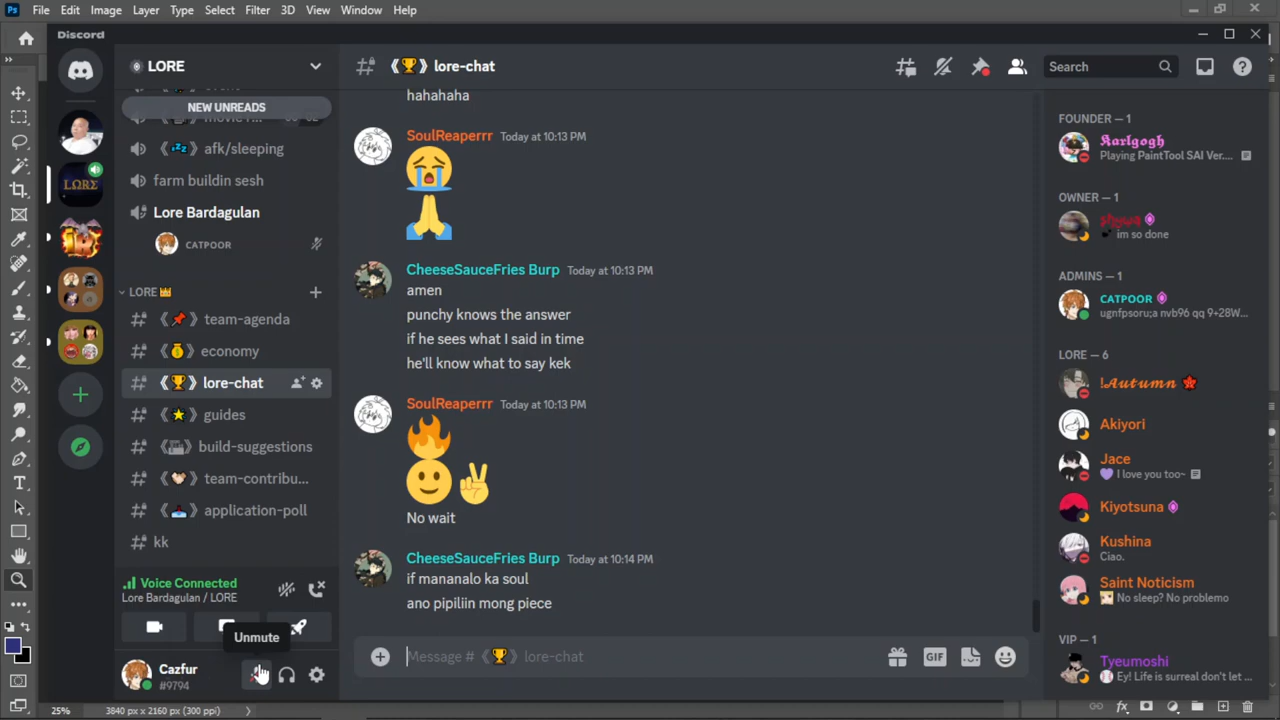 Ps File Edit Image Layer Type Select Filter 3D View Window Help
Discord
LORE
NEW UNREADS
《💤》 afk/sleeping
farm buildin sesh
Lore Bardagulan
CATPOOR
LORE👑
《📌》 team-agenda
《💰》 economy
《🏆》 lore-chat
《⭐》 guides
build-suggestions
team-contribu...
application-poll
kk
Voice Connected
Lore Bardagulan / LORE
Unmute
Cazfur
#9794
《🏆》 lore-chat
Search
hahahaha
SoulReaperrr Today at 10:13 PM
😭
🙏
CheeseSauceFries Burp Today at 10:13 PM
amen
punchy knows the answer
if he sees what I said in time
he'll know what to say kek
SoulReaperrr Today at 10:13 PM
🔥
🙂✌
No wait
CheeseSauceFries Burp Today at 10:14 PM
if mananalo ka soul
ano pipiliin mong piece
Message # 《🏆》 lore-chat
GIF
FOUNDER — 1
Karlgogh
Playing PaintTool SAI Ver...
OWNER — 1
im so done
ADMINS — 1
CATPOOR
ugnfpsoru;a nvb96 qq 9+28W...
LORE — 6
!Autumn
Akiyori
Jace
💜 I love you too~
Kiyotsuna
Kushina
Ciao.
Saint Noticism
No sleep? No problemo
VIP — 1
Tyeumoshi
Ey! Life is surreal don't let ...
25% 3840 px x 2160 px (300 ppi)